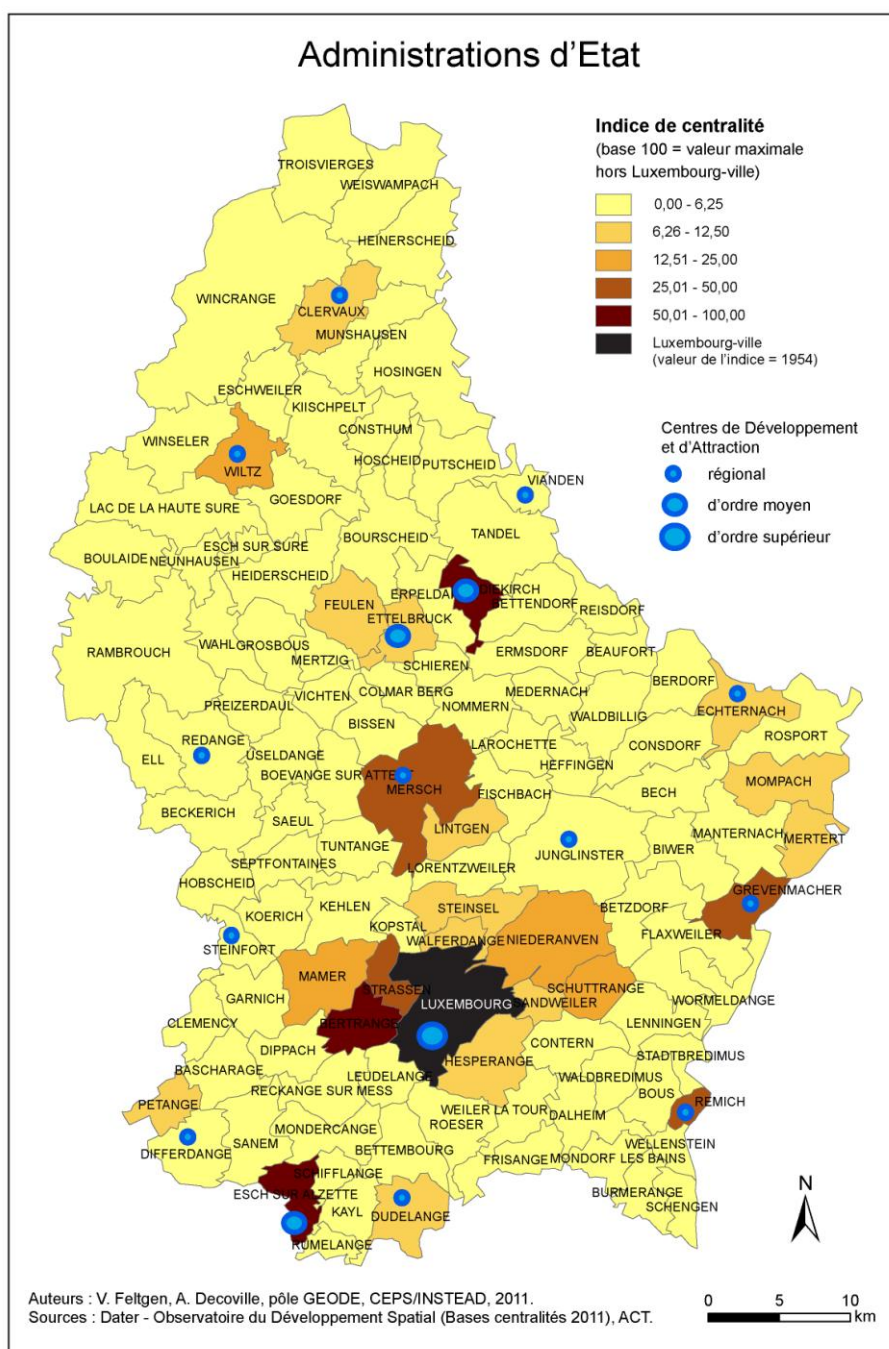 Administrations d'Etat
Indice de centralité
(base 100 = valeur maximale
hors Luxembourg-ville)
0,00 - 6,25
6,26 - 12,50
12,51 - 25,00
25,01 - 50,00
50,01 - 100,00
Luxembourg-ville
(valeur de l'indice = 1954)
Centres de Développement
et d'Attraction
régional
d'ordre moyen
d'ordre supérieur
TROISVIERGES
WEISWAMPACH
HEINERSCHEID
WINCRANGE
CLERVAUX
MUNSHAUSEN
HOSINGEN
ESCHWEILER
KIISCHPELT
CONSTHUM
WINSELER
HOSCHEID
PUTSCHEID
WILTZ
VIANDEN
GOESDORF
LAC DE LA HAUTE SURE
TANDEL
BOURSCHEID
ESCH SUR SURE
BOULAIDE
NEUNHAUSEN
HEIDERSCHEID
ERPELDA
DIEKIRCH
FEULEN
BETTENDORF
REISDORF
ETTELBRUCK
WAHL
GROSBOUS
RAMBROUCH
MERTZIG
SCHIEREN
ERMSDORF
BEAUFORT
BERDORF
VICHTEN
COLMAR BERG
MEDERNACH
ECHTERNACH
PREIZERDAUL
NOMMERN
WALDBILLIG
BISSEN
ROSPORT
REDANGE
LAROCHETTE
CONSDORF
ELL
USELDANGE
HEFFINGEN
BOEVANGE SUR ATTE
MERSCH
MOMPACH
FISCHBACH
BECH
BECKERICH
SAEUL
LINTGEN
MANTERNACH
MERTERT
TUNTANGE
JUNGLINSTER
BIWER
SEPTFONTAINES
LORENTZWEILER
HOBSCHEID
GREVENMACHER
KEHLEN
STEINSEL
BETZDORF
KOERICH
KOPSTAL
FLAXWEILER
STEINFORT
WALFERDANGE
NIEDERANVEN
MAMER
STRASSEN
SCHUTTRANGE
GARNICH
LUXEMBOURG
SANDWEILER
WORMELDANGE
CLEMENCY
BERTRANGE
LENNINGEN
DIPPACH
CONTERN
STADTBREDIMUS
BASCHARAGE
HESPERANGE
LEUDELANGE
WALDBREDIMUS
RECKANGE SUR MESS
BOUS
REMICH
PETANGE
WEILER LA TOUR
DALHEIM
MONDERCANGE
ROESER
DIFFERDANGE
SANEM
WELLENSTEIN
BETTEMBOURG
FRISANGE
MONDORF LES BAINS
SCHIFFLANGE
ESCH SUR ALZETTE
BURMERANGE
KAYL
DUDELANGE
SCHENGEN
RUMELANGE
N
0 5 10
km
Auteurs : V. Feltgen, A. Decoville, pôle GEODE, CEPS/INSTEAD, 2011.
Sources : Dater - Observatoire du Développement Spatial (Bases centralités 2011), ACT.